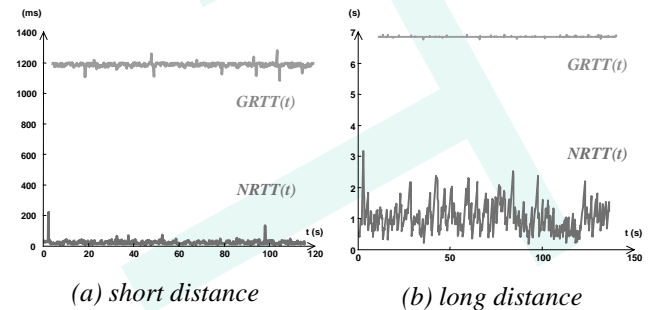 (ms)
1400
1200
1000
800
600
400
200
0
GRTT(t)
NRTT(t)
t (s)
0 20 40 60 80 100 120
(a) short distance
(s)
7
6
5
4
3
2
1
0
GRTT(t)
NRTT(t)
t (s)
0 50 100 150
(b) long distance